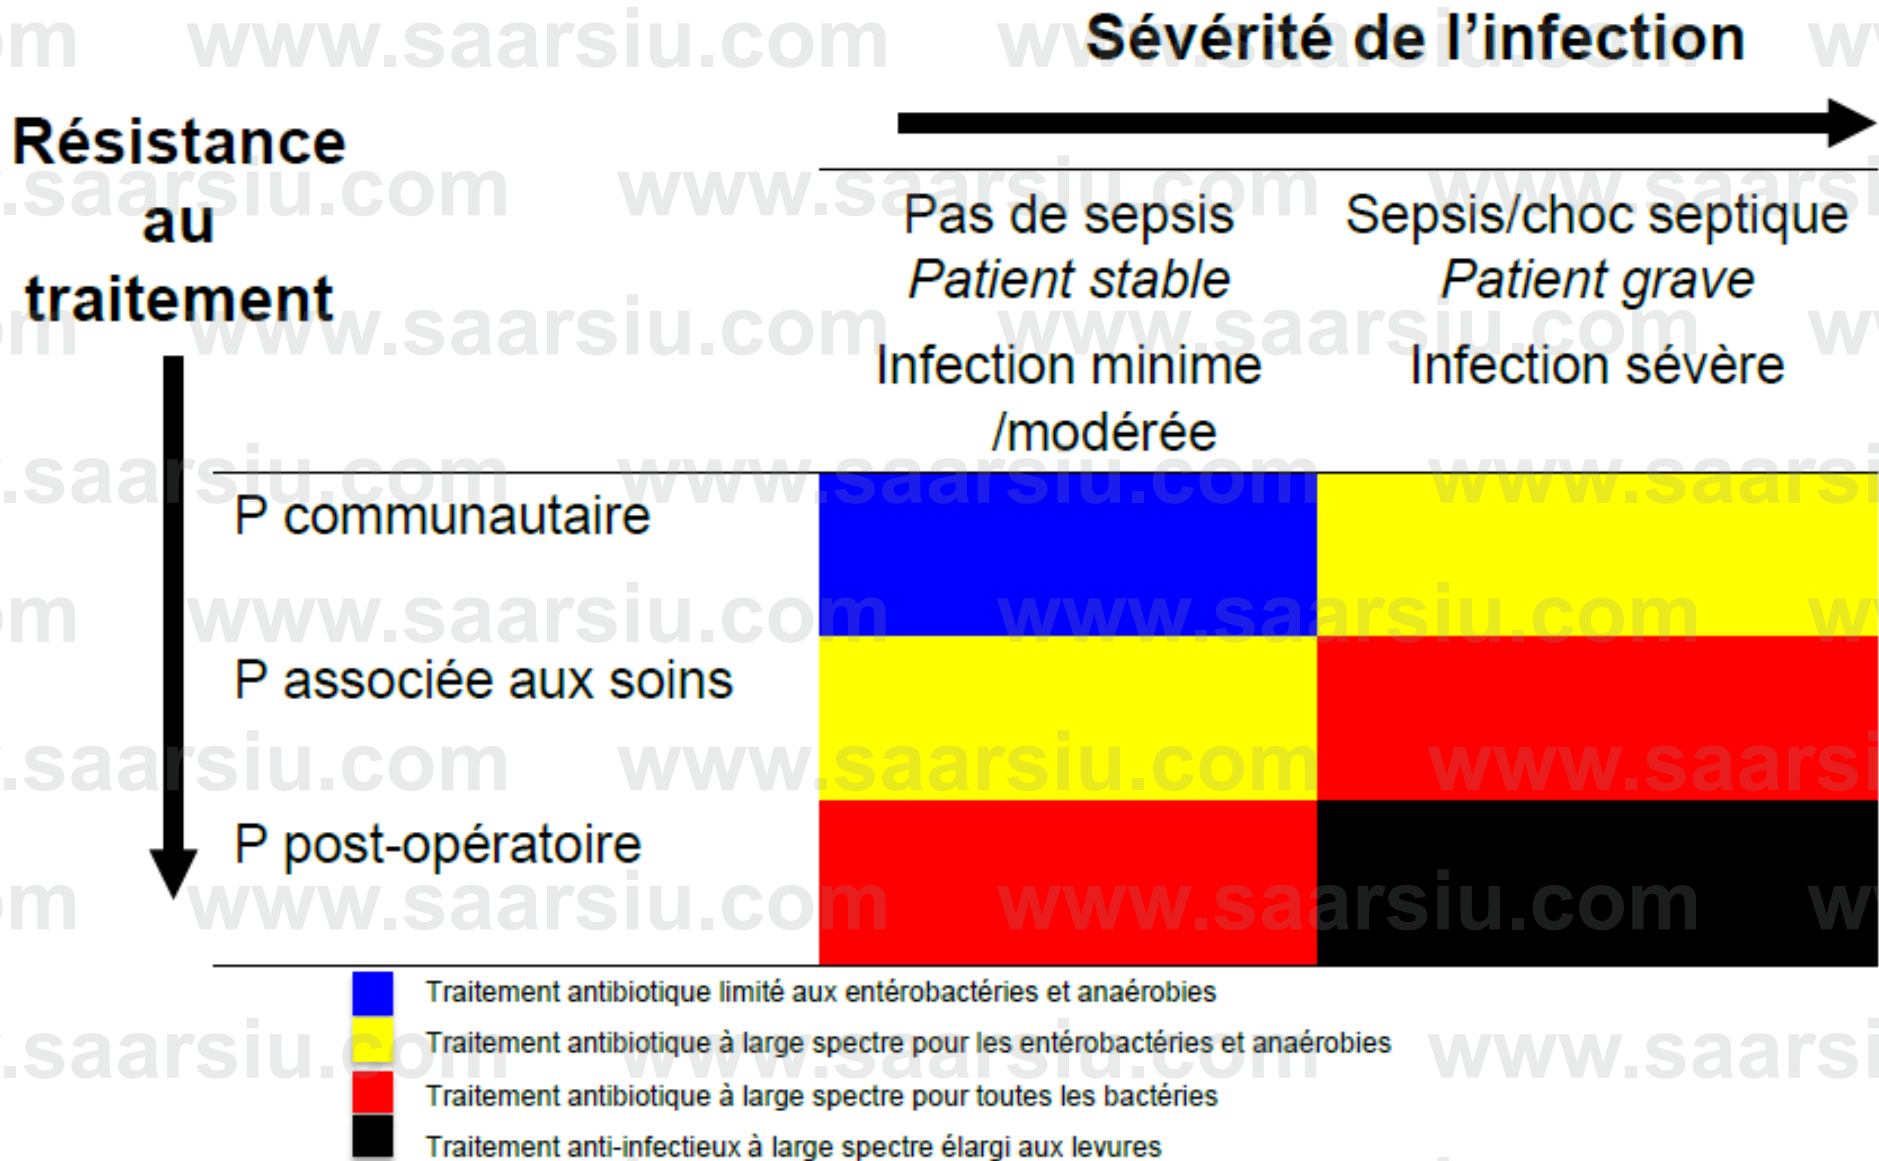 Sévérité de l'infection
Résistance
au
traitement
Pas de sepsis
Patient stable
Infection minime
/modérée
Sepsis/choc septique
Patient grave
Infection sévère
P communautaire
P associée aux soins
P post-opératoire
Traitement antibiotique limité aux entérobactéries et anaérobies
Traitement antibiotique à large spectre pour les entérobactéries et anaérobies
Traitement antibiotique à large spectre pour toutes les bactéries
Traitement anti-infectieux à large spectre élargi aux levures
www.saarsiu.com